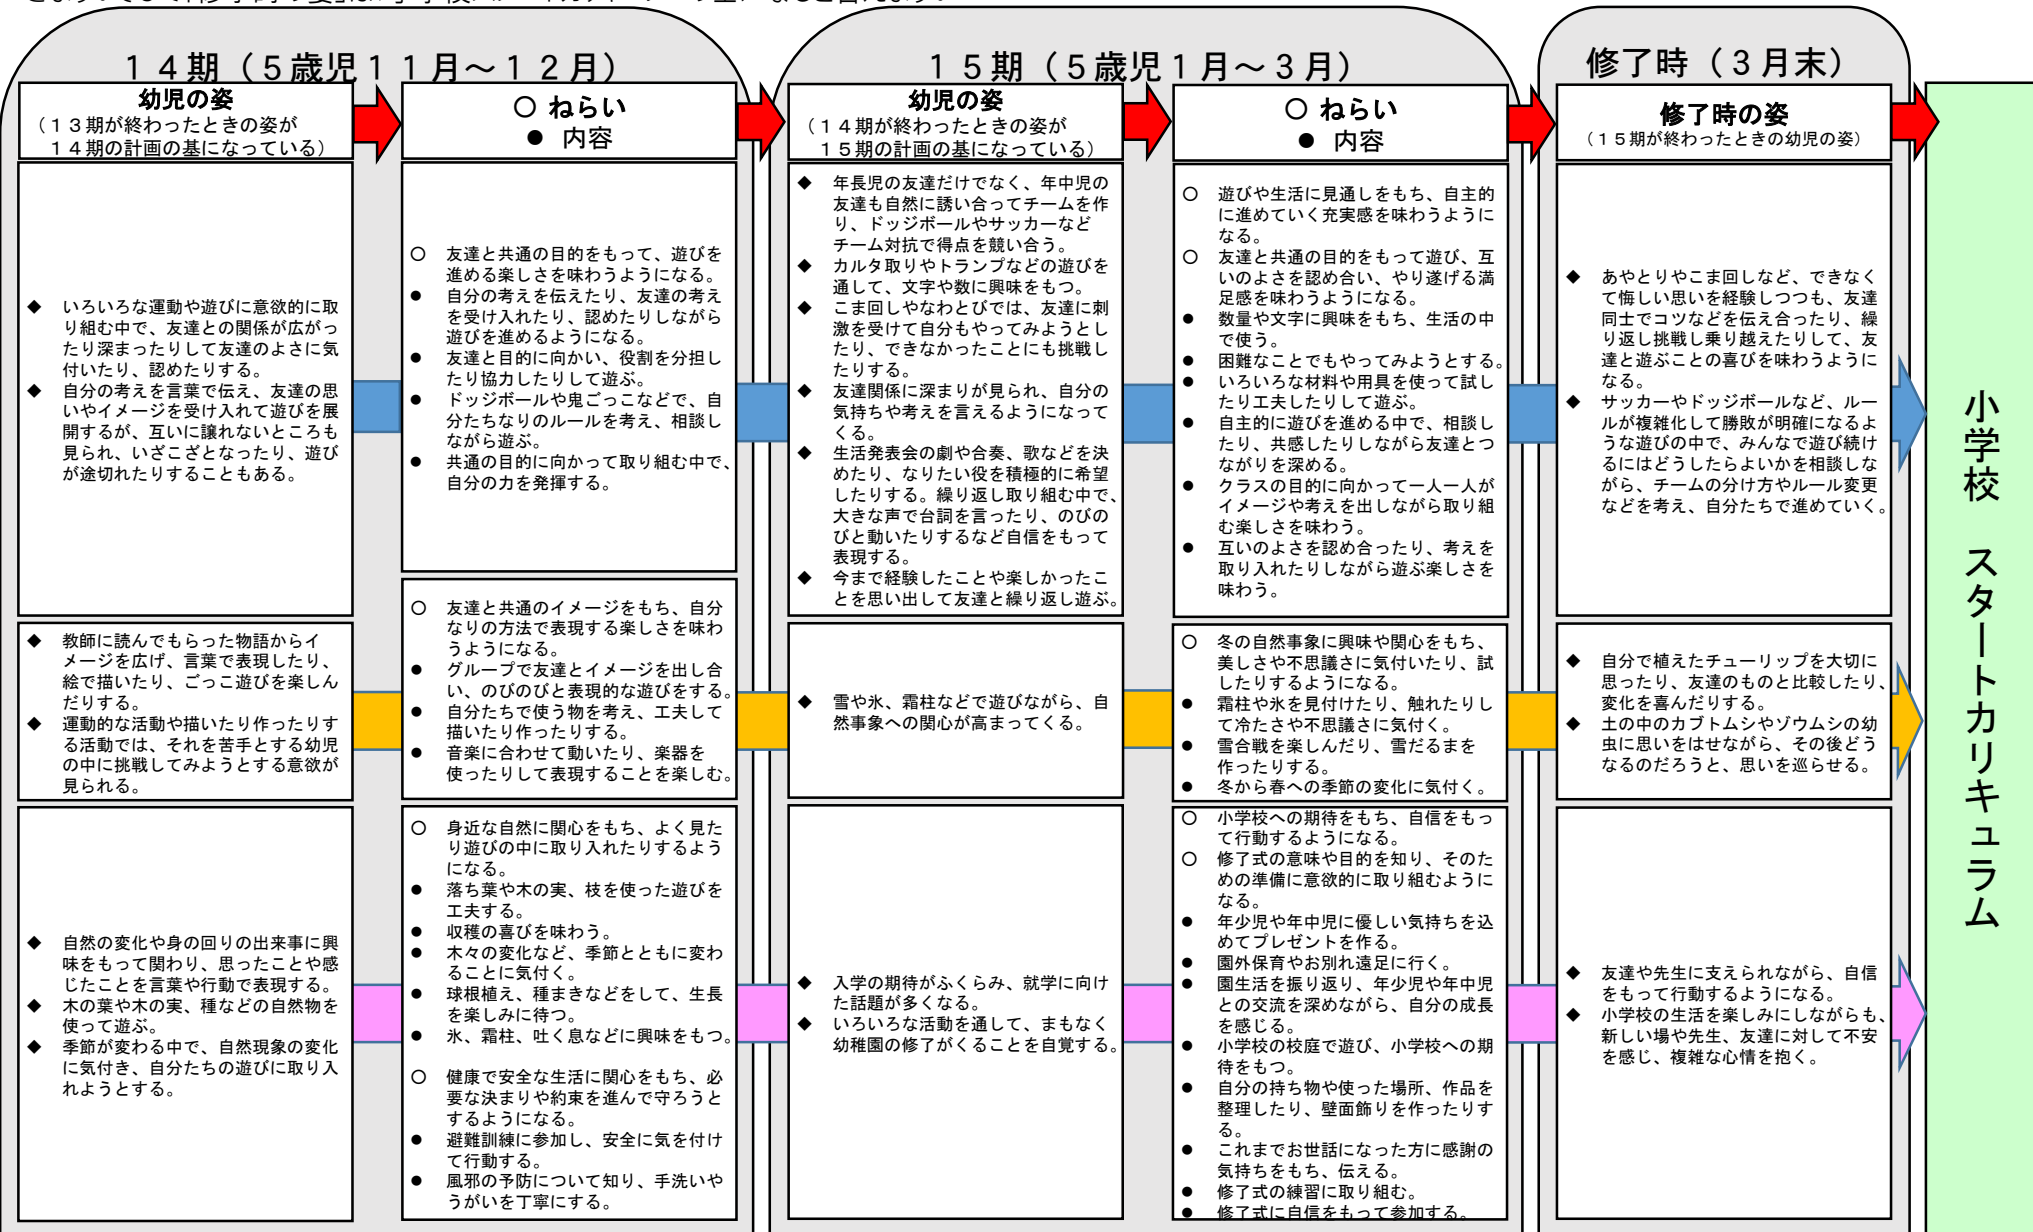 14期（5歳児11月～12月）
幼児の姿
（13期が終わったときの姿が
14期の計画の基になっている）
○ ねらい
● 内容
◆ いろいろな運動や遊びに意欲的に取
り組む中で、友達との関係が広がっ
たり深まったりして友達のよさに気
付いたり、認めたりする。
◆ 自分の考えを言葉で伝え、友達の思
いやイメージを受け入れて遊びを展
開するが、互いに譲れないところも
見られ、いざこざとなったり、遊び
が途切れたりすることもある。
○ 友達と共通の目的をもって、遊びを
進める楽しさを味わうようになる。
● 自分の考えを伝えたり、友達の考え
を受け入れたり、認めたりしながら
遊びを進めるようになる。
● 友達と目的に向かい、役割を分担し
たり協力したりして遊ぶ。
● ドッジボールや鬼ごっこなどで、自
分たちなりのルールを考え、相談し
ながら遊ぶ。
● 共通の目的に向かって取り組む中で、
自分の力を発揮する。
◆ 教師に読んでもらった物語からイ
メージを広げ、言葉で表現したり、
絵で描いたり、ごっこ遊びを楽しん
だりする。
◆ 運動的な活動や描いたり作ったりす
る活動では、それを苦手とする幼児
の中に挑戦してみようとする意欲が
見られる。
○ 友達と共通のイメージをもち、自分
なりの方法で表現する楽しさを味わ
うようになる。
● グループで友達とイメージを出し合
い、のびのびと表現的な遊びをする。
● 自分たちで使う物を考え、工夫して
描いたり作ったりする。
● 音楽に合わせて動いたり、楽器を
使ったりして表現することを楽しむ。
◆ 自然の変化や身の回りの出来事に興
味をもって関わり、思ったことや感
じたことを言葉や行動で表現する。
◆ 木の葉や木の実、種などの自然物を
使って遊ぶ。
◆ 季節が変わる中で、自然現象の変化
に気付き、自分たちの遊びに取り入
れようとする。
○ 身近な自然に関心をもち、よく見た
り遊びの中に取り入れたりするよう
になる。
● 落ち葉や木の実、枝を使った遊びを
工夫する。
● 収穫の喜びを味わう。
● 木々の変化など、季節とともに変わ
ることに気付く。
● 球根植え、種まきなどをして、生長
を楽しみに待つ。
● 氷、霜柱、吐く息などに興味をもつ。
○ 健康で安全な生活に関心をもち、必
要な決まりや約束を進んで守ろうと
するようになる。
● 避難訓練に参加し、安全に気を付け
て行動する。
● 風邪の予防について知り、手洗いや
うがいを丁寧にする。
15期（5歳児1月～3月）
幼児の姿
（14期が終わったときの姿が
15期の計画の基になっている）
○ ねらい
● 内容
◆ 年長児の友達だけでなく、年中児の
友達も自然に誘い合ってチームを作
り、ドッジボールやサッカーなど
チーム対抗で得点を競い合う。
◆ カルタ取りやトランプなどの遊びを
通して、文字や数に興味をもつ。
◆ こま回しやなわとびでは、友達に刺
激を受けて自分もやってみようとし
たり、できなかったことにも挑戦し
たりする。
◆ 友達関係に深まりが見られ、自分の
気持ちや考えを言えるようになって
くる。
◆ 生活発表会の劇や合奏、歌などを決
めたり、なりたい役を積極的に希望
したりする。繰り返し取り組む中で、
大きな声で台詞を言ったり、のびの
びと動いたりするなど自信をもって
表現する。
◆ 今まで経験したことや楽しかったこ
とを思い出して友達と繰り返し遊ぶ。
○ 遊びや生活に見通しをもち、自主的
に進めていく充実感を味わうように
なる。
○ 友達と共通の目的をもって遊び、互
いのよさを認め合い、やり遂げる満
足感を味わうようになる。
● 数量や文字に興味をもち、生活の中
で使う。
● 困難なことでもやってみようとする。
● いろいろな材料や用具を使って試し
たり工夫したりして遊ぶ。
● 自主的に遊びを進める中で、相談し
たり、共感したりしながら友達とつ
ながりを深める。
● クラスの目的に向かって一人一人が
イメージや考えを出しながら取り組
む楽しさを味わう。
● 互いのよさを認め合ったり、考えを
取り入れたりしながら遊ぶ楽しさを
味わう。
◆ 雪や氷、霜柱などで遊びながら、自
然事象への関心が高まってくる。
○ 冬の自然事象に興味や関心をもち、
美しさや不思議さに気付いたり、試
したりするようになる。
● 霜柱や氷を見付けたり、触れたりし
て冷たさや不思議さに気付く。
● 雪合戦を楽しんだり、雪だるまを
作ったりする。
● 冬から春への季節の変化に気付く。
◆ 入学の期待がふくらみ、就学に向け
た話題が多くなる。
◆ いろいろな活動を通して、まもなく
幼稚園の修了がくることを自覚する。
○ 小学校への期待をもち、自信をもっ
て行動するようになる。
○ 修了式の意味や目的を知り、そのた
めの準備に意欲的に取り組むように
なる。
● 年少児や年中児に優しい気持ちを込
めてプレゼントを作る。
● 園外保育やお別れ遠足に行く。
● 園生活を振り返り、年少児や年中児
との交流を深めながら、自分の成長
を感じる。
● 小学校の校庭で遊び、小学校への期
待をもつ。
● 自分の持ち物や使った場所、作品を
整理したり、壁面飾りを作ったりす
る。
● これまでお世話になった方に感謝の
気持ちをもち、伝える。
● 修了式の練習に取り組む。
● 修了式に自信をもって参加する。
修了時（3月末）
修了時の姿
（15期が終わったときの幼児の姿）
◆ あやとりやこま回しなど、できなく
て悔しい思いを経験しつつも、友達
同士でコツなどを伝え合ったり、繰
り返し挑戦し乗り越えたりして、友
達と遊ぶことの喜びを味わうように
なる。
◆ サッカーやドッジボールなど、ルー
ルが複雑化して勝敗が明確になるよ
うな遊びの中で、みんなで遊び続け
るにはどうしたらよいかを相談しな
がら、チームの分け方やルール変更
などを考え、自分たちで進めていく。
◆ 自分で植えたチューリップを大切に
思ったり、友達のものと比較したり、
変化を喜んだりする。
◆ 土の中のカブトムシやゾウムシの幼
虫に思いをはせながら、その後どう
なるのだろうと、思いを巡らせる。
◆ 友達や先生に支えられながら、自信
をもって行動するようになる。
◆ 小学校の生活を楽しみにしながらも、
新しい場や先生、友達に対して不安
を感じ、複雑な心情を抱く。
小学校 スタートカリキュラム